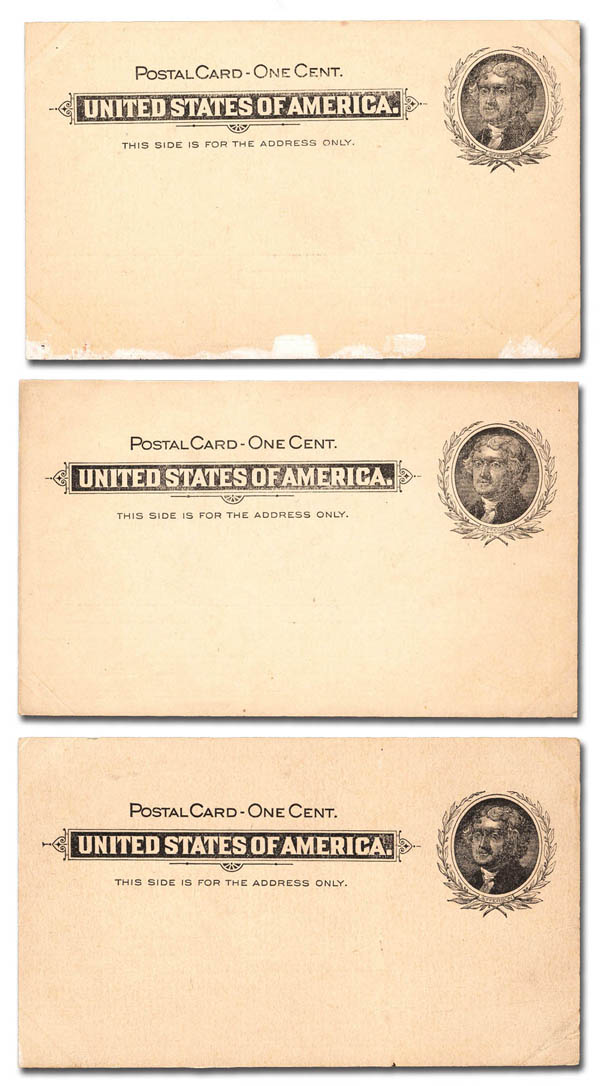 POSTAL CARD - ONE CENT.
UNITED STATES OF AMERICA.
THIS SIDE IS FOR THE ADDRESS ONLY.
POSTAL CARD - ONE CENT.
UNITED STATES OF AMERICA.
THIS SIDE IS FOR THE ADDRESS ONLY.
JEFFERSON
POSTAL CARD - ONE CENT.
UNITED STATES OF AMERICA.
THIS SIDE IS FOR THE ADDRESS ONLY.